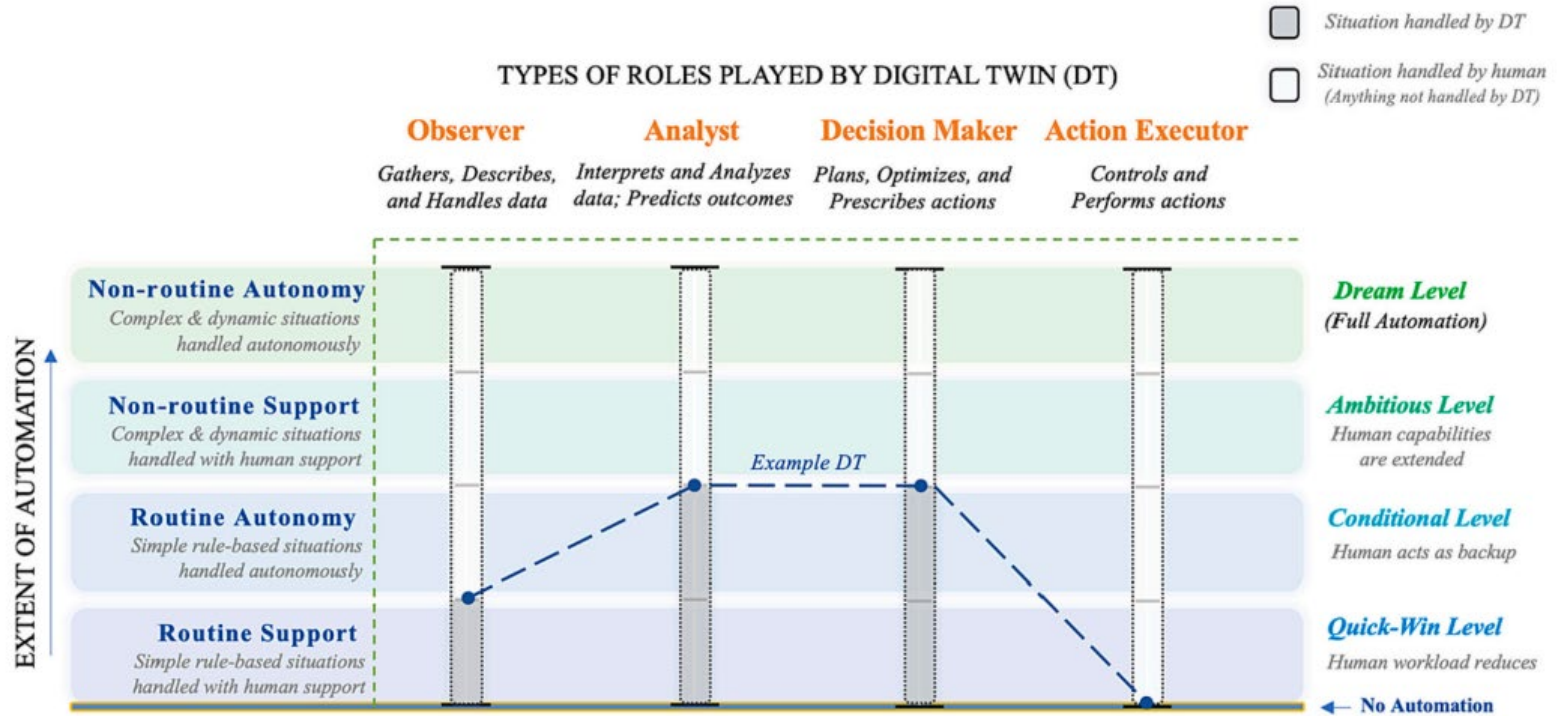 Situation handled by DT
Situation handled by human
(Anything not handled by DT)
TYPES OF ROLES PLAYED BY DIGITAL TWIN (DT)
Observer
Gathers, Describes,
and Handles data
Analyst
Interprets and Analyzes
data; Predicts outcomes
Decision Maker
Plans, Optimizes, and
Prescribes actions
Action Executor
Controls and
Performs actions
EXTENT OF AUTOMATION
Non-routine Autonomy
Complex & dynamic situations
handled autonomously
Dream Level
(Full Automation)
Non-routine Support
Complex & dynamic situations
handled with human support
Ambitious Level
Human capabilities
are extended
Example DT
Routine Autonomy
Simple rule-based situations
handled autonomously
Conditional Level
Human acts as backup
Routine Support
Simple rule-based situations
handled with human support
Quick-Win Level
Human workload reduces
No Automation